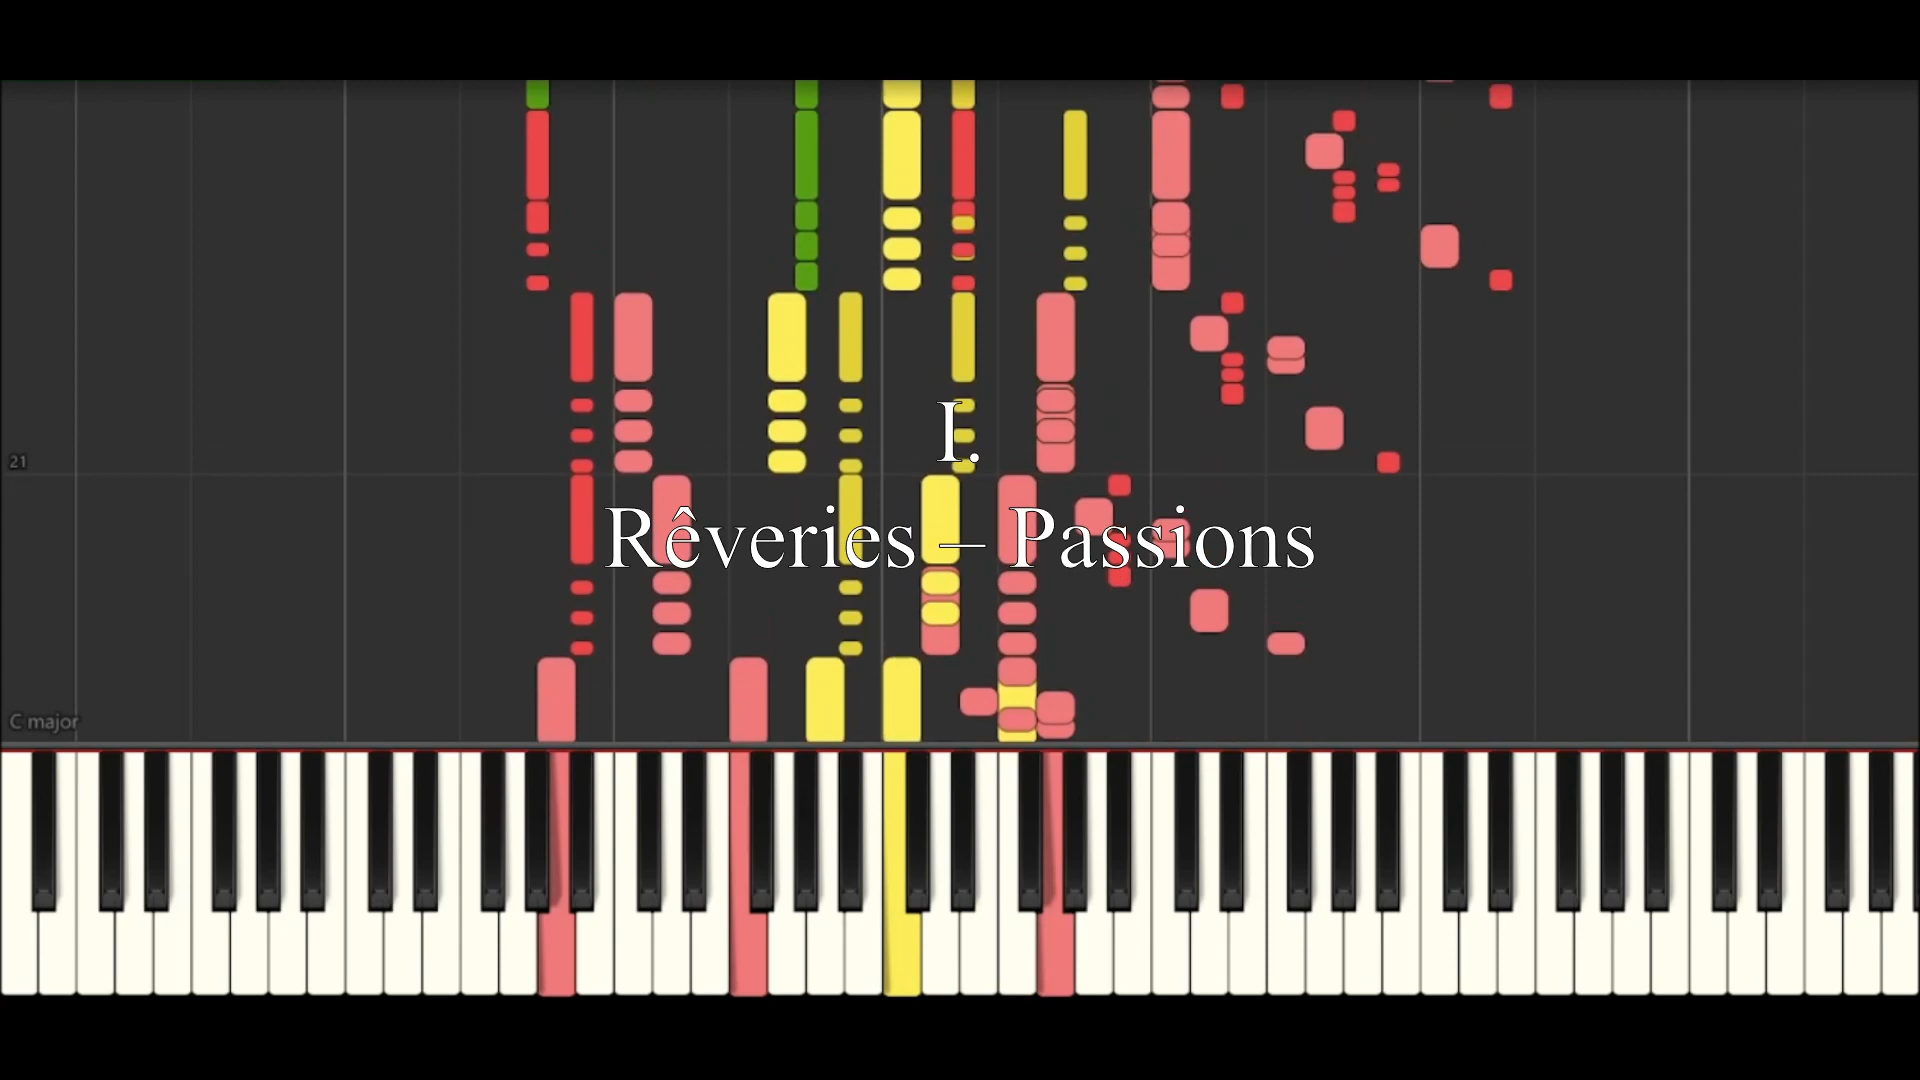 I.
21
Rêveries – Passions
C major